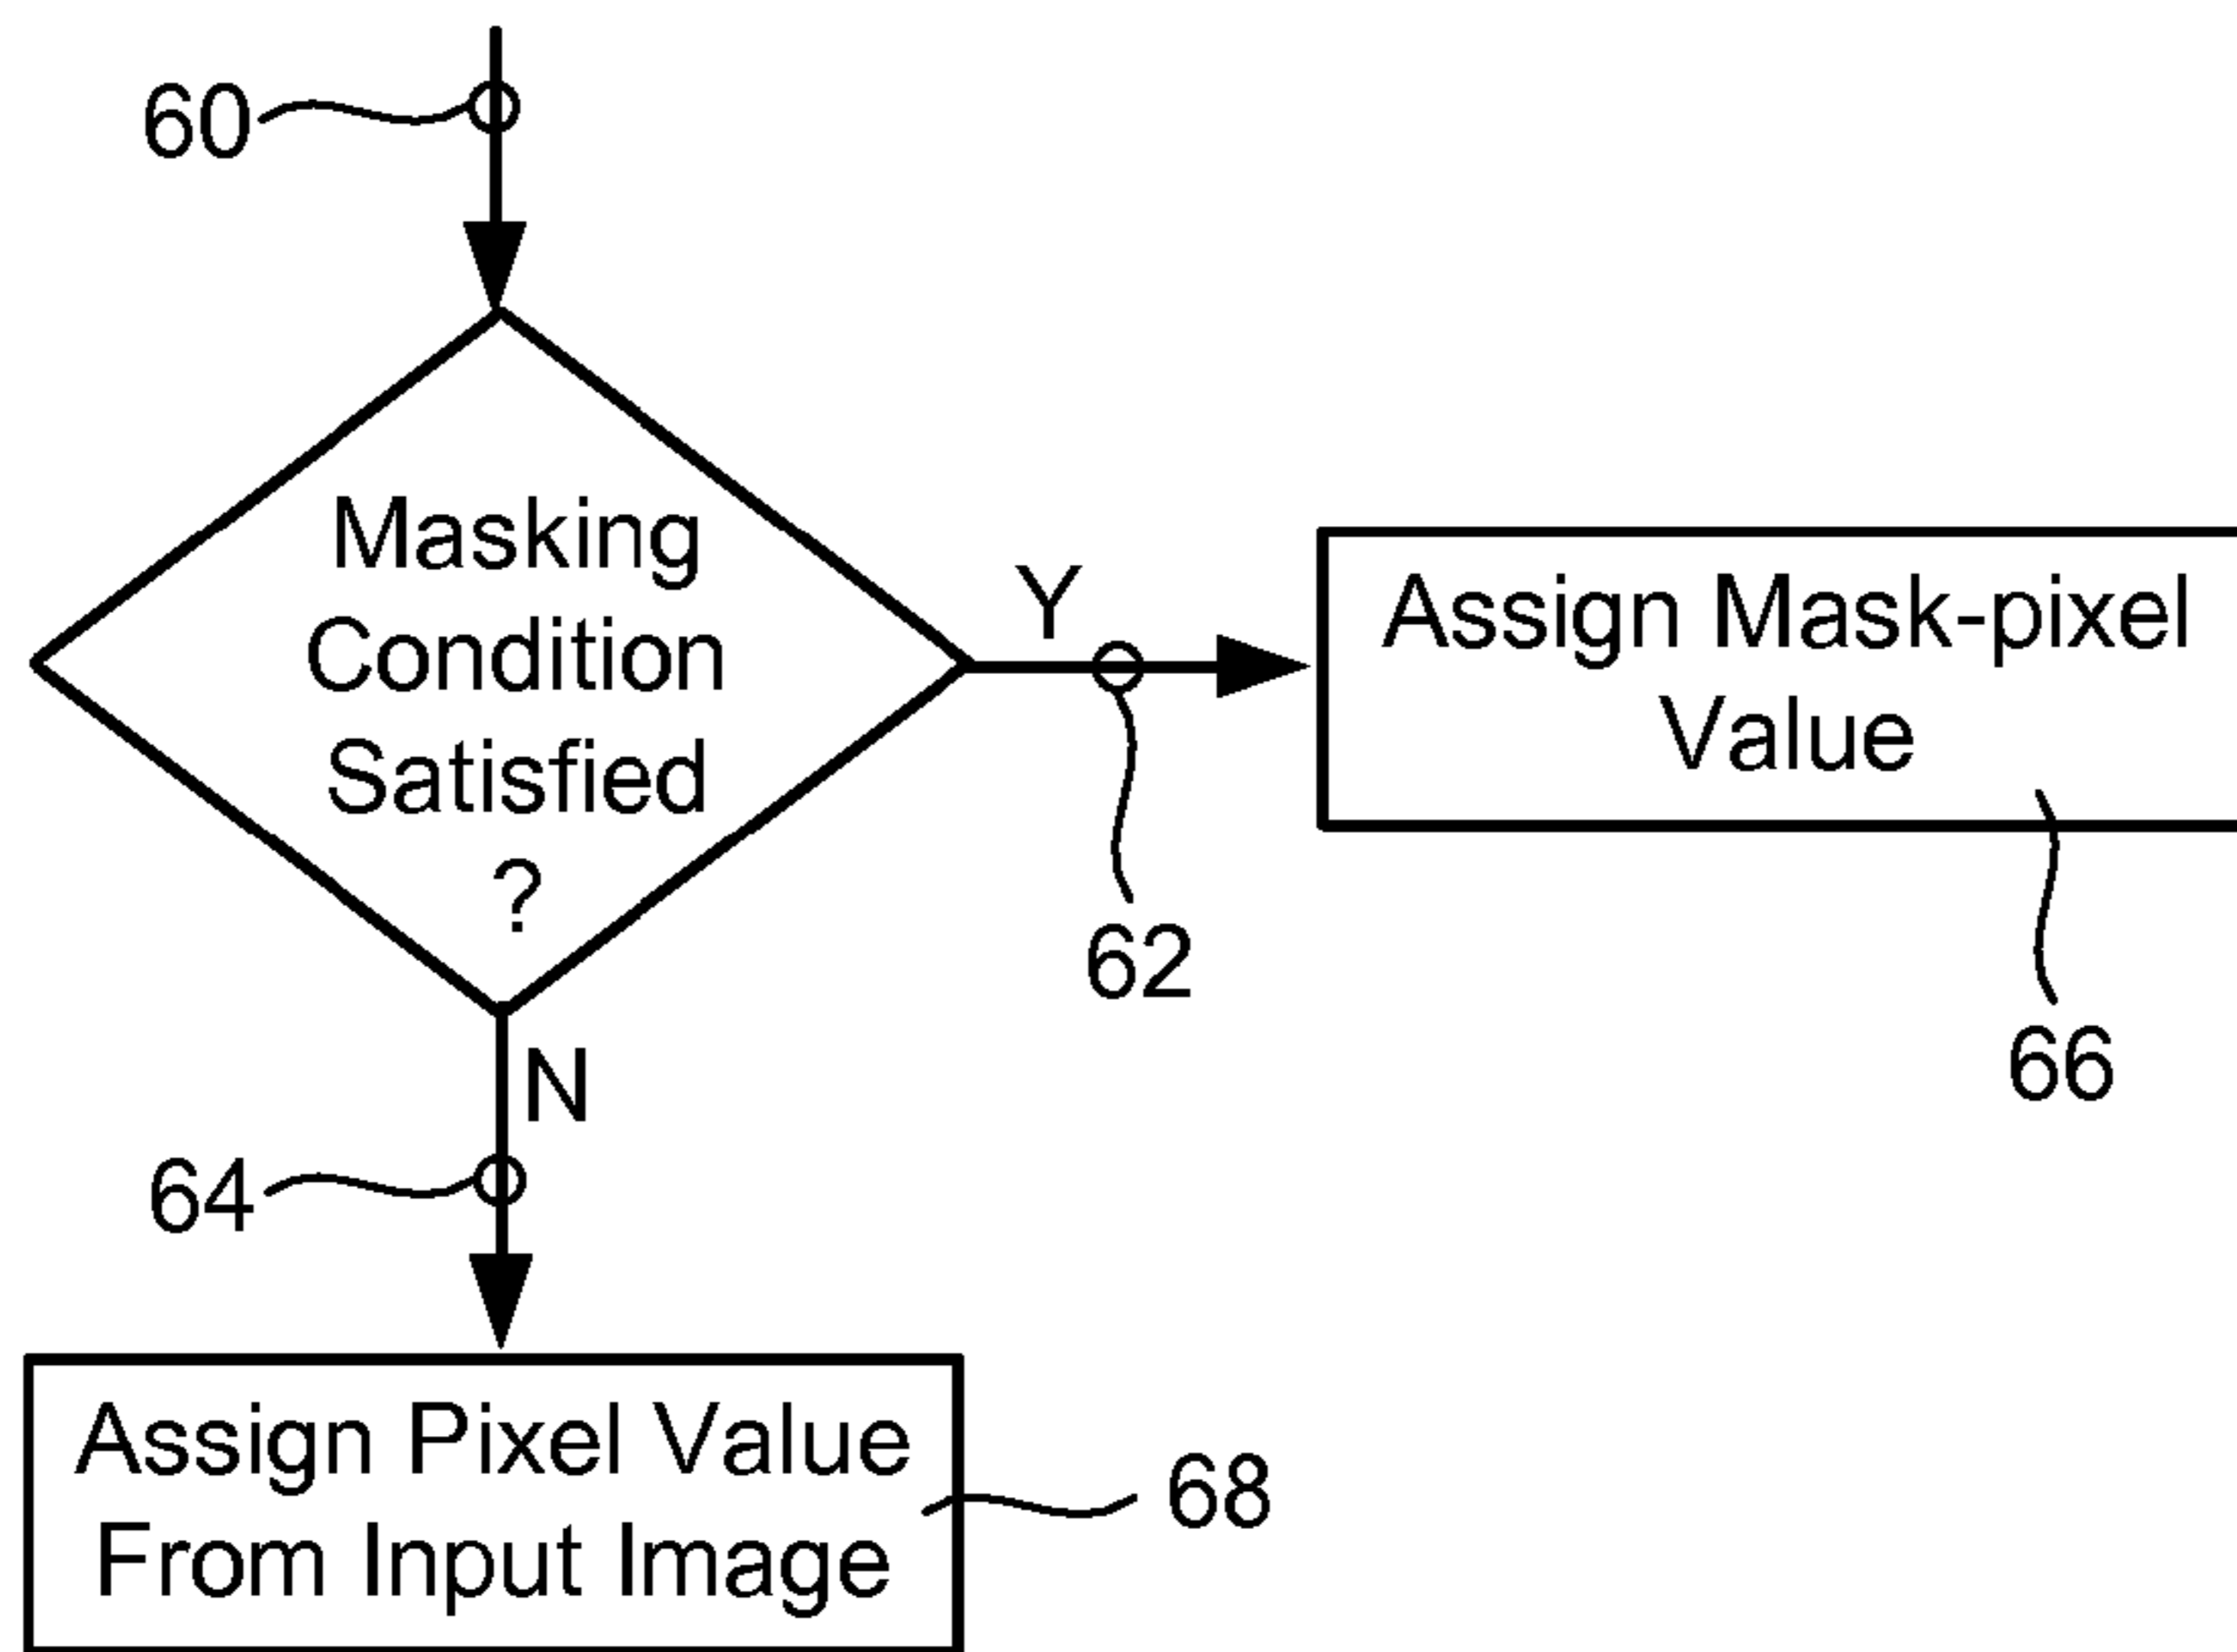 60
Masking
Condition
Satisfied
?
Y
62
Assign Mask-pixel
Value
66
N
64
Assign Pixel Value
From Input Image
68